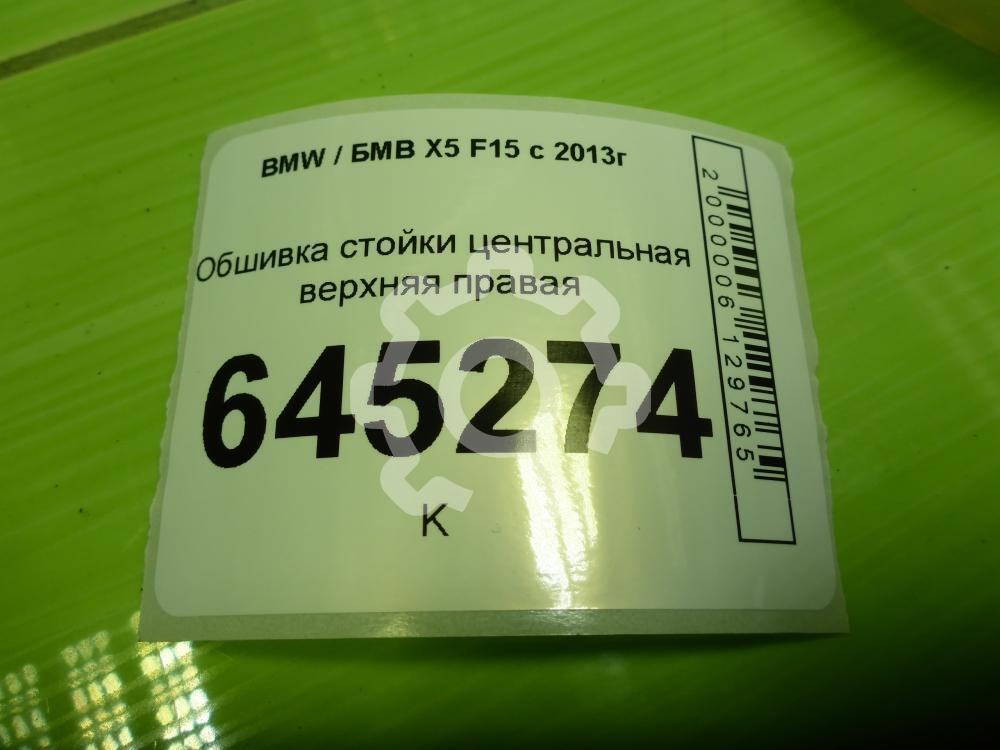 BMW / БМВ X5 F15 с 2013г
Обшивка стойки центральная
верхняя правая
645274
К
2000006129765